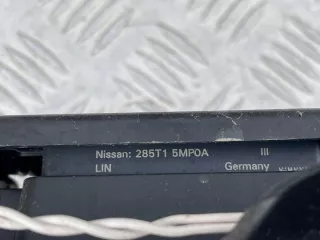 Nissan: 285T1 5MP0A III
LIN Germany